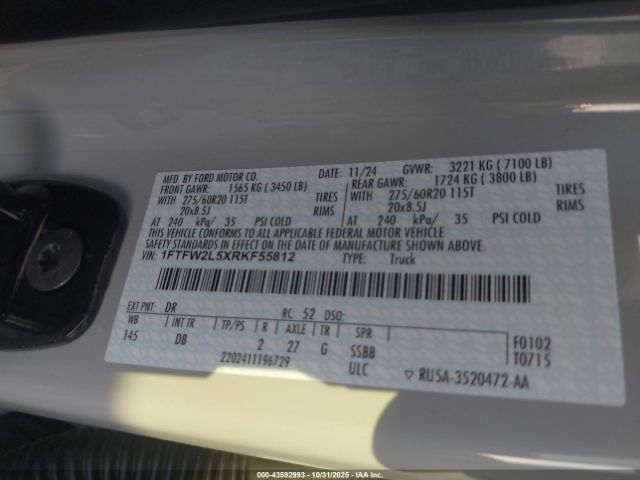 MFD. BY FORD MOTOR CO.
DATE: 11/24 GVWR: 3221 KG ( 7100 LB)
FRONT GAWR: 1565 KG ( 3450 LB) REAR GAWR: 1724 KG ( 3800 LB)
WITH 275/60R20 115T TIRES WITH 275/60R20 115T TIRES
20x8.5J RIMS 20x8.5J RIMS
AT 240 kPa/ 35 PSI COLD AT 240 kPa/ 35 PSI COLD
THIS VEHICLE CONFORMS TO ALL APPLICABLE FEDERAL MOTOR VEHICLE
SAFETY STANDARDS IN EFFECT ON THE DATE OF MANUFACTURE SHOWN ABOVE.
VIN: 1FTFW2L5XRKF55812 TYPE: Truck
EXT PNT: DR RC: 52 DSO:
WB INT TR TP/PS R AXLE TR SPR
145 DB 2 27 G SSBB
F0102
T0715
2202411196729 ULC
RU5A-3520472-AA
00-43592993 | 10/31/2025 | IAA, Inc.